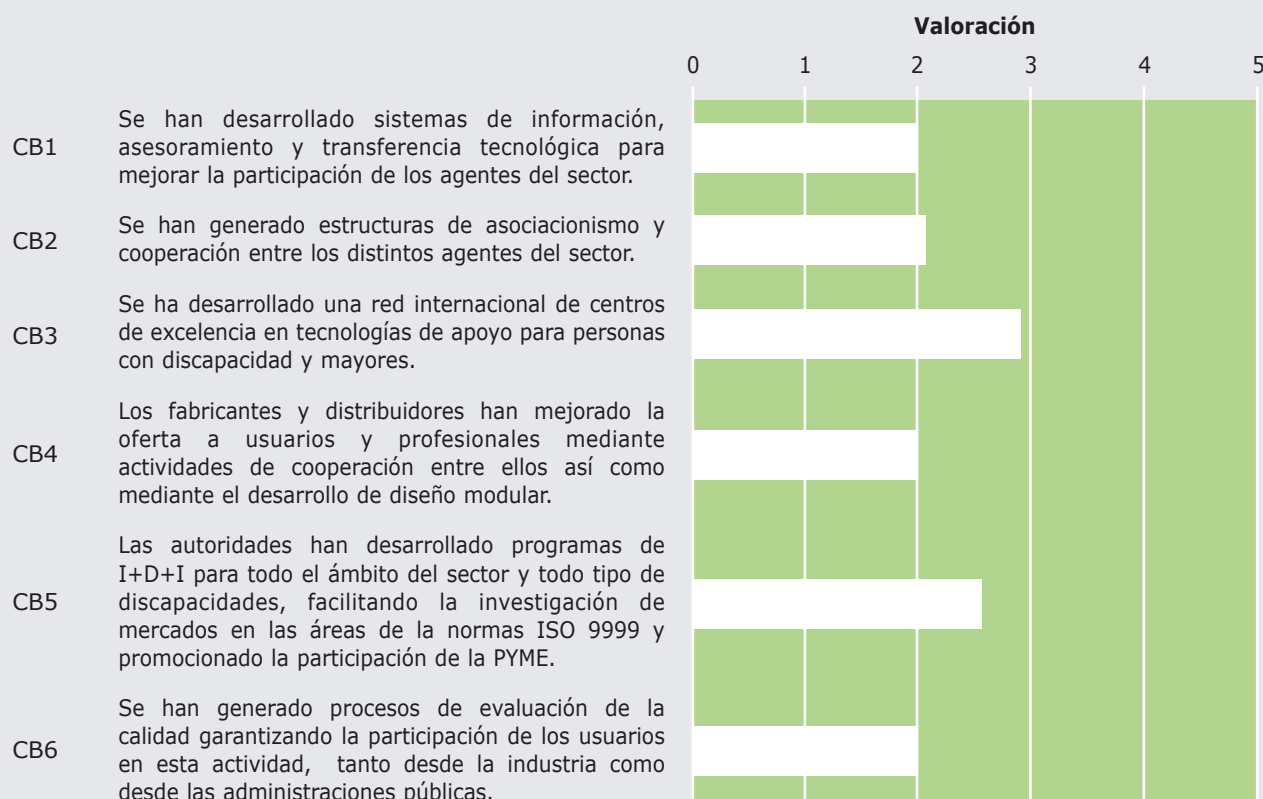 Valoración
0 1 2 3 4 5
Se han desarrollado sistemas de información,
CB1 asesoramiento y transferencia tecnológica para
mejorar la participación de los agentes del sector.
CB2 Se han generado estructuras de asociacionismo y
cooperación entre los distintos agentes del sector.
Se ha desarrollado una red internacional de centros
CB3 de excelencia en tecnologías de apoyo para personas
con discapacidad y mayores.
Los fabricantes y distribuidores han mejorado la
oferta a usuarios y profesionales mediante
CB4 actividades de cooperación entre ellos así como
mediante el desarrollo de diseño modular.
Las autoridades han desarrollado programas de
I+D+I para todo el ámbito del sector y todo tipo de
CB5 discapacidades, facilitando la investigación de
mercados en las áreas de la normas ISO 9999 y
promocionado la participación de la PYME.
Se han generado procesos de evaluación de la
calidad garantizando la participación de los usuarios
CB6 en esta actividad, tanto desde la industria como
desde las administraciones públicas.